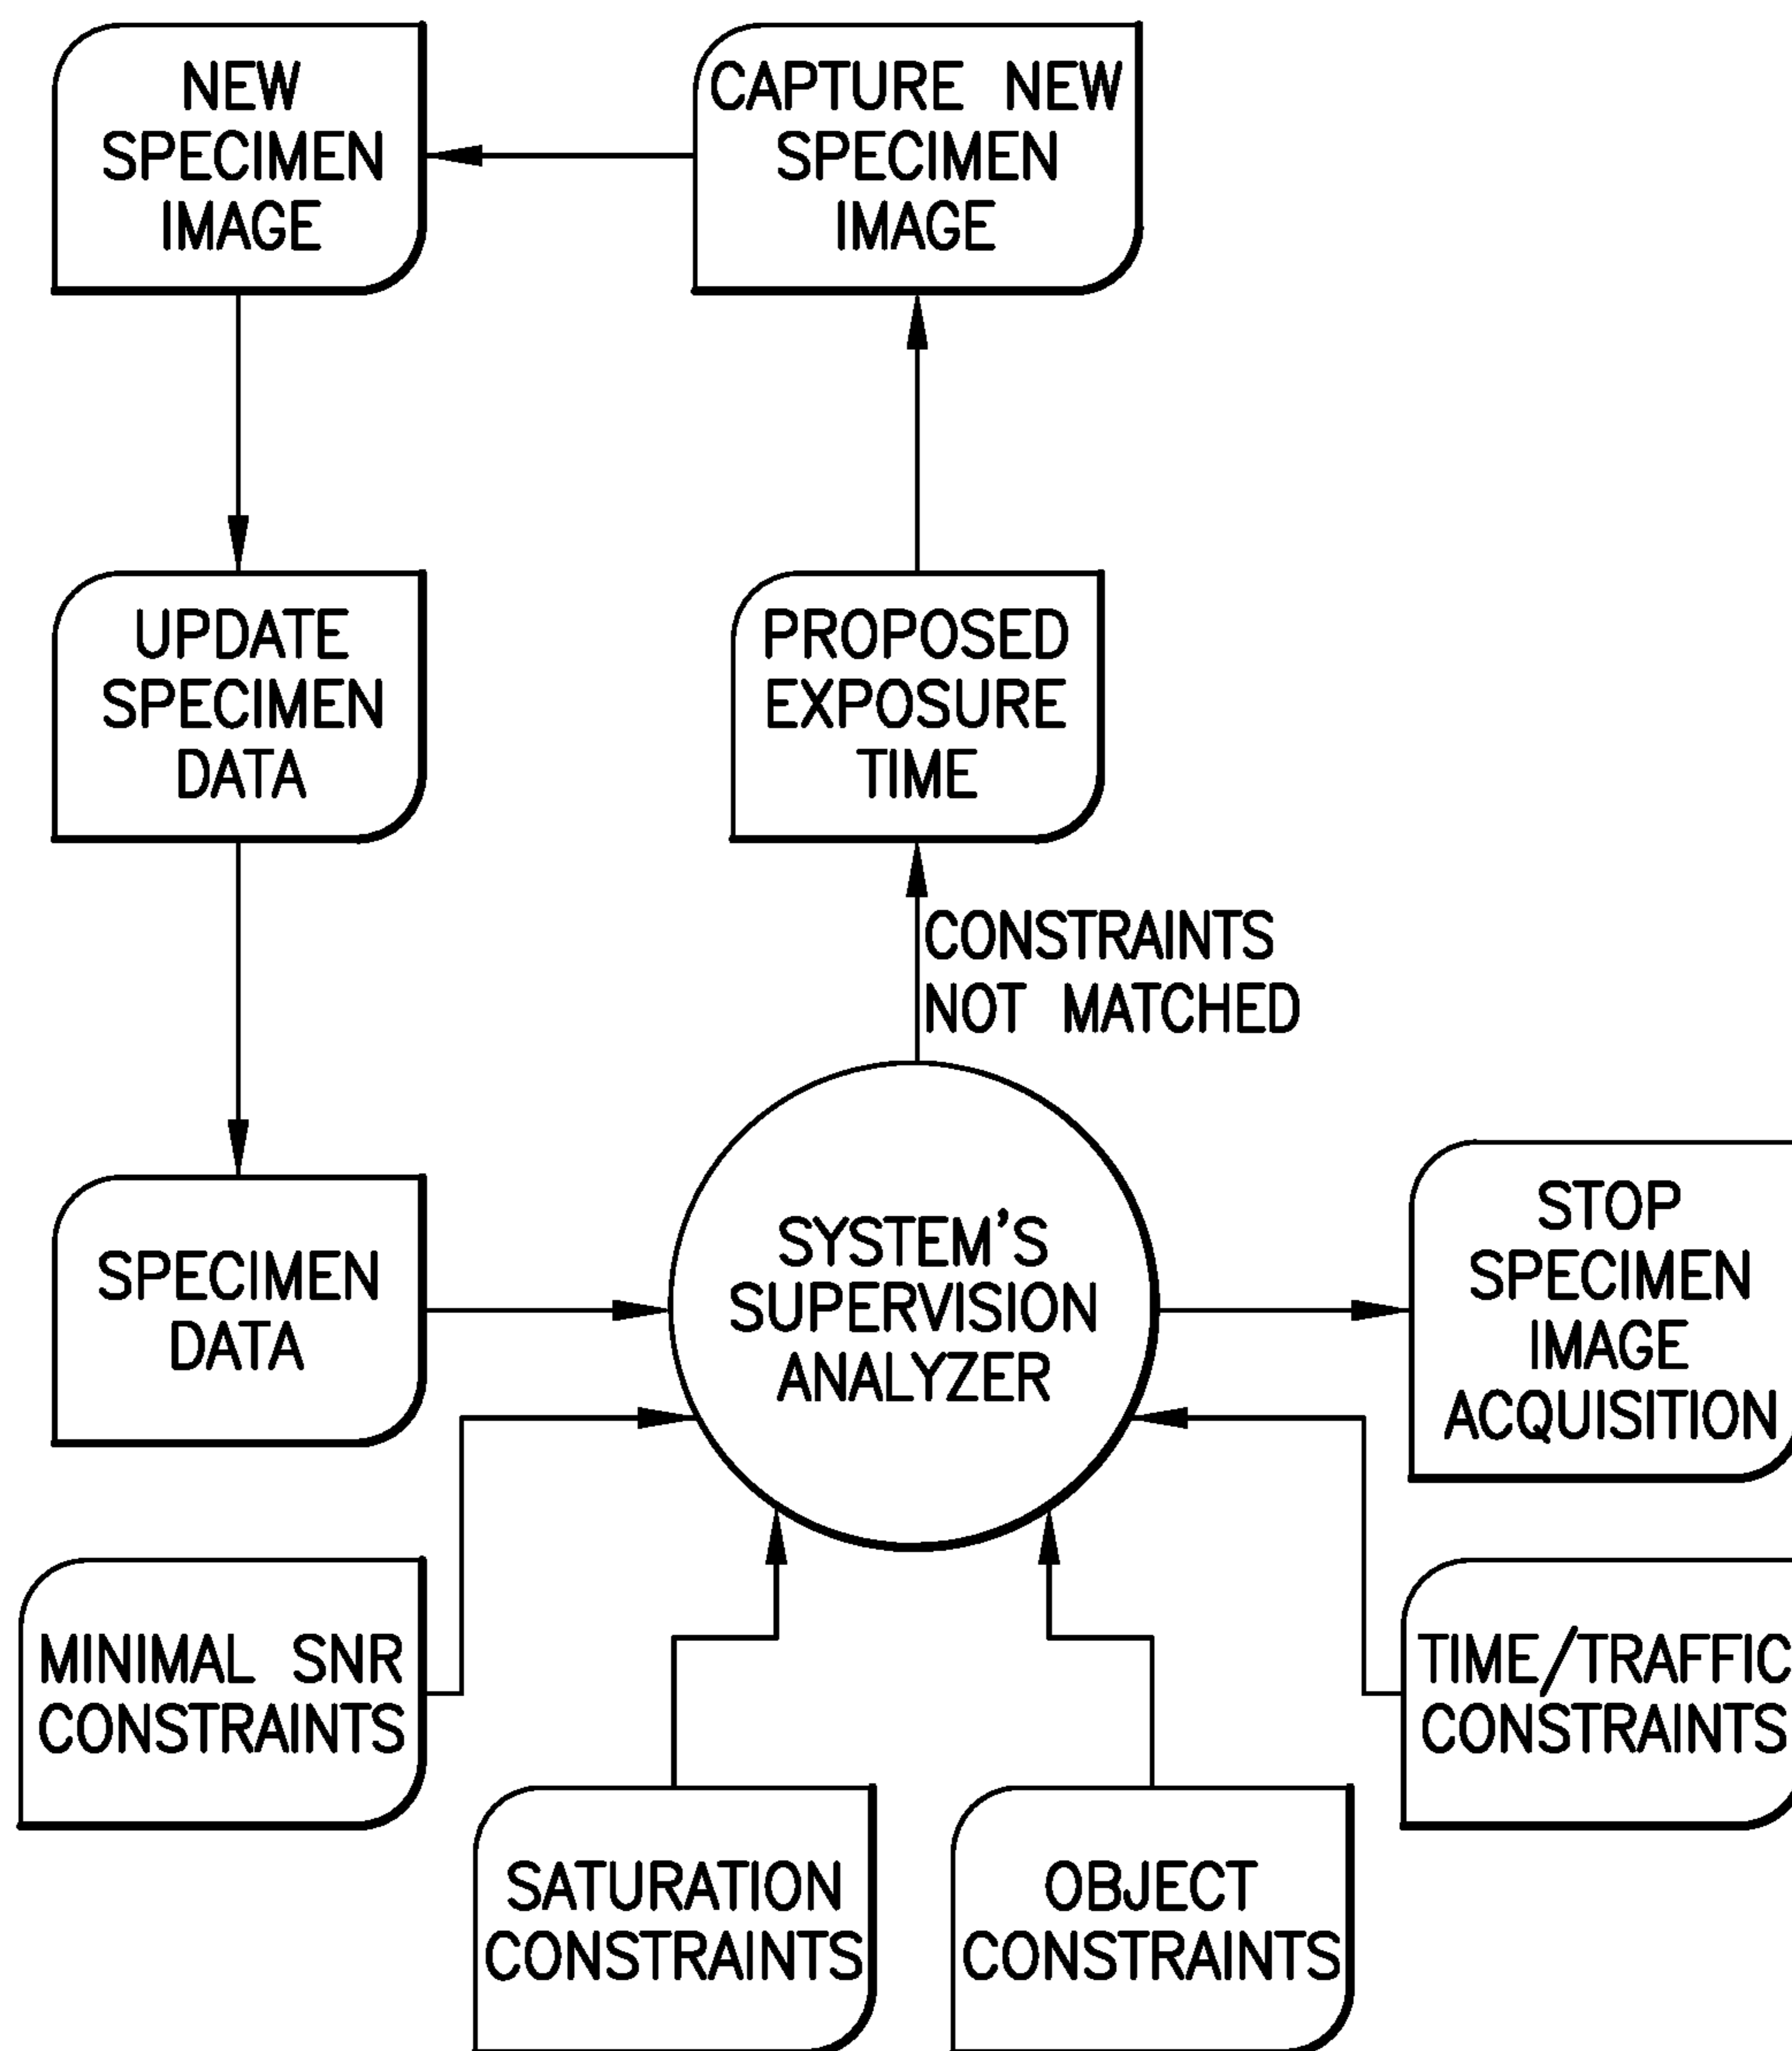 NEW
SPECIMEN
IMAGE
CAPTURE NEW
SPECIMEN
IMAGE
UPDATE
SPECIMEN
DATA
PROPOSED
EXPOSURE
TIME
CONSTRAINTS
NOT MATCHED
SPECIMEN
DATA
SYSTEM'S
SUPERVISION
ANALYZER
STOP
SPECIMEN
IMAGE
ACQUISITION
MINIMAL SNR
CONSTRAINTS
TIME/TRAFFIC
CONSTRAINTS
SATURATION
CONSTRAINTS
OBJECT
CONSTRAINTS